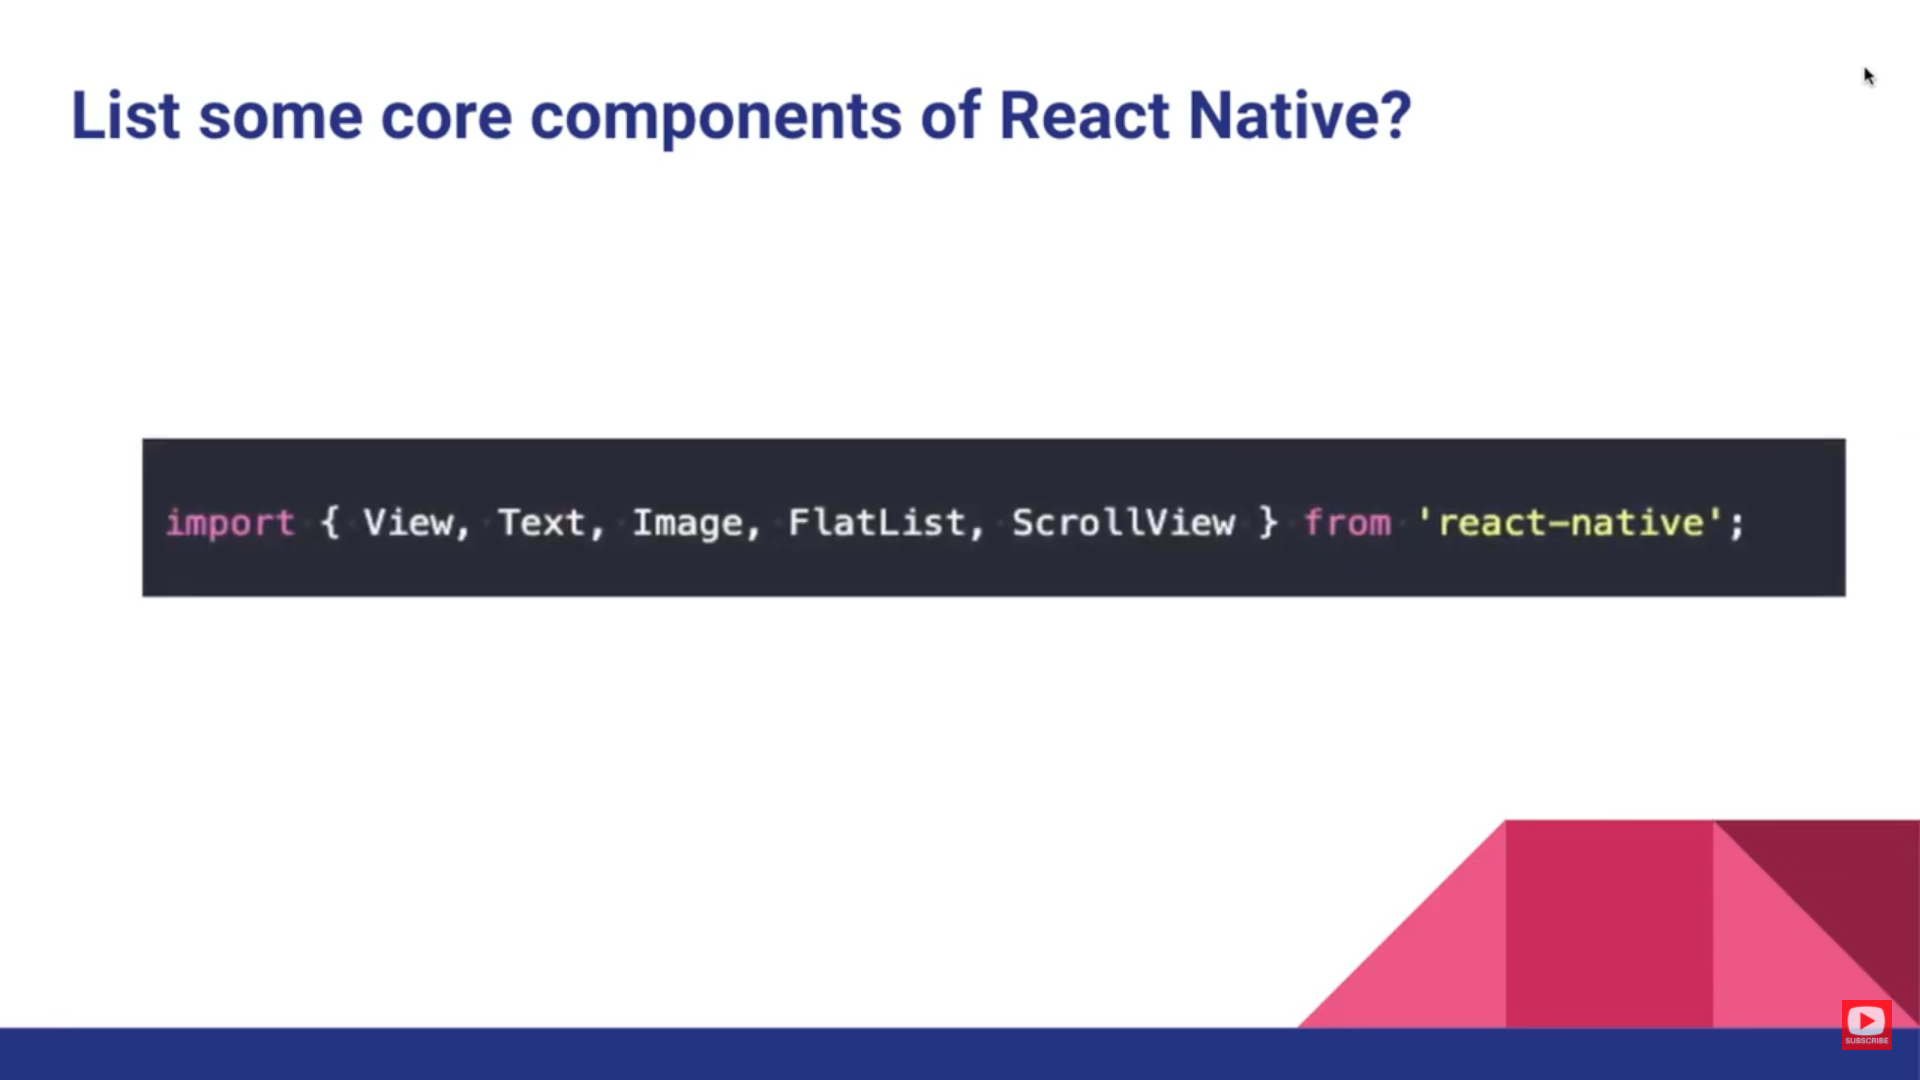 List some core components of React Native?
import { View, Text, Image, FlatList, ScrollView } from 'react-native';
SUBSCRIBE